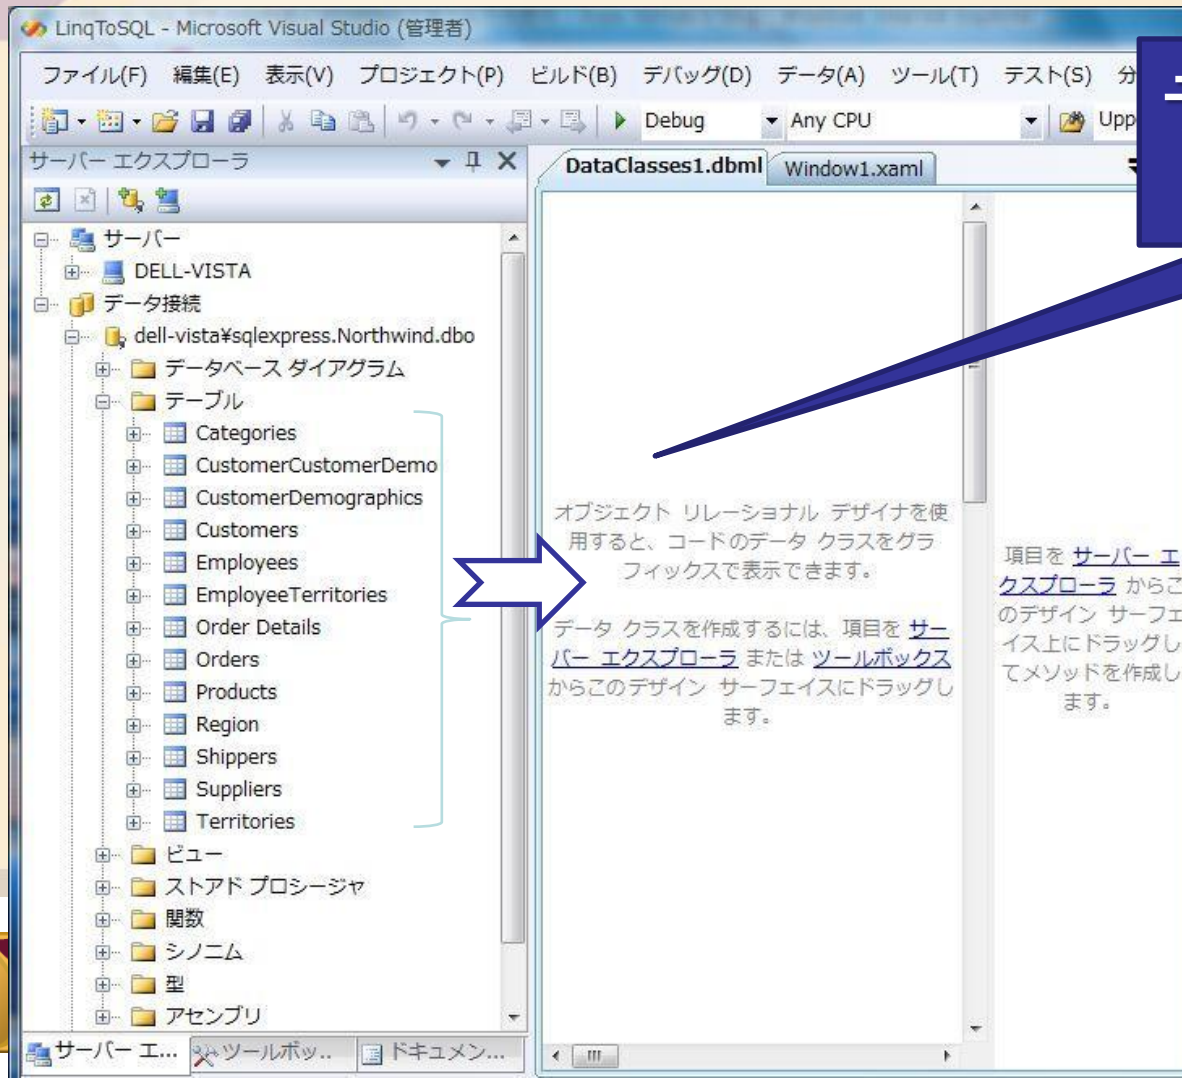 LinqToSQL - Microsoft Visual Studio (管理者)
ファイル(F) 編集(E) 表示(V) プロジェクト(P) ビルド(B) デバッグ(D) データ(A) ツール(T) テスト(S) 分
Debug Any CPU Upp
サーバー エクスプローラ
DataClasses1.dbml Window1.xaml
サーバー
DELL-VISTA
データ接続
dell-vista¥sqlexpress.Northwind.dbo
データベース ダイアグラム
テーブル
Categories
CustomerCustomerDemo
CustomerDemographics
Customers
Employees
EmployeeTerritories
Order Details
Orders
Products
Region
Shippers
Suppliers
Territories
ビュー
ストアド プロシージャ
関数
シノニム
型
アセンブリ
サーバー エ... ツールボッ... ドキュメン...
オブジェクト リレーショナル デザイナを使
用すると、コードのデータ クラスをグラ
フィックスで表示できます。
データ クラスを作成するには、項目を サー
バー エクスプローラ または ツールボックス
からこのデザイン サーフェイスにドラッグし
ます。
項目を サーバー エ
クスプローラ からこ
のデザイン サーフェ
イス上にドラッグし
てメソッドを作成し
ます。